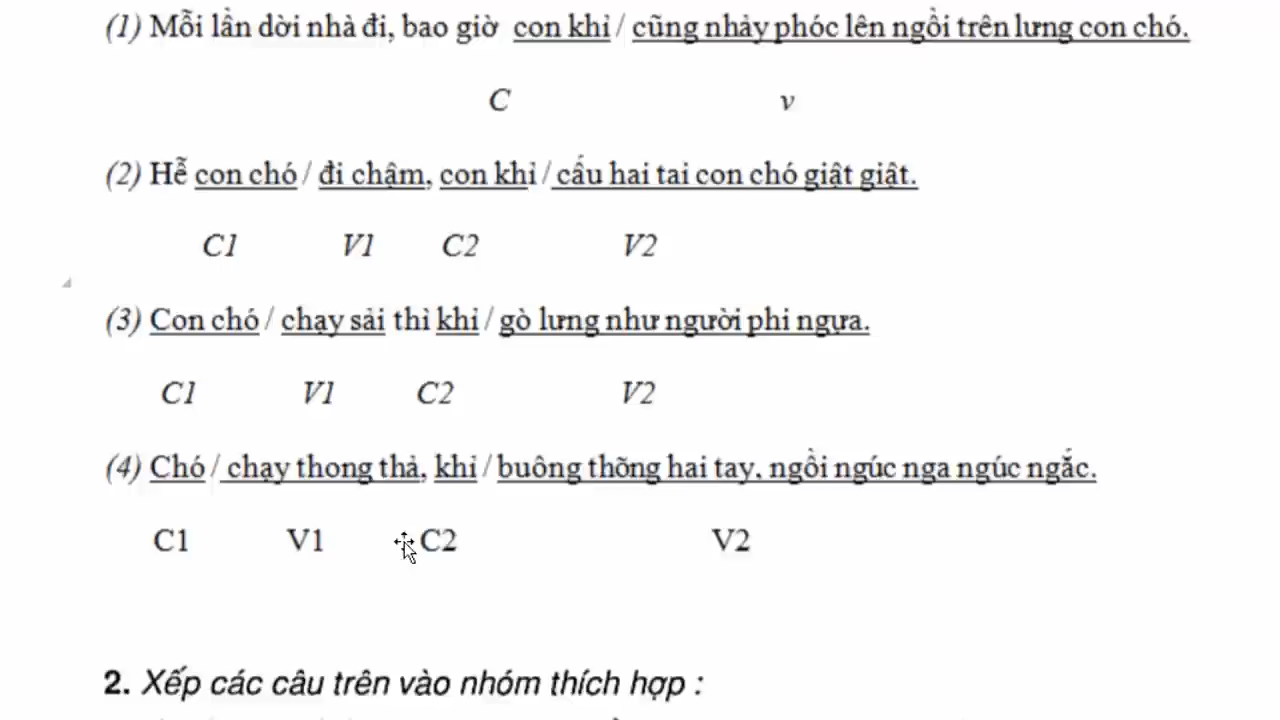 (1) Mỗi lần dời nhà đi, bao giờ con khỉ / cũng nhảy phóc lên ngồi trên lưng con chó.
C v
(2) Hễ con chó / đi chậm, con khỉ / cấu hai tai con chó giật giật.
C1 V1 C2 V2
(3) Con chó / chạy sải thì khỉ / gò lưng như người phi ngựa.
C1 V1 C2 V2
(4) Chó / chạy thong thả, khỉ / buông thõng hai tay, ngồi ngúc nga ngúc ngắc.
C1 V1 C2 V2
2. Xếp các câu trên vào nhóm thích hợp :